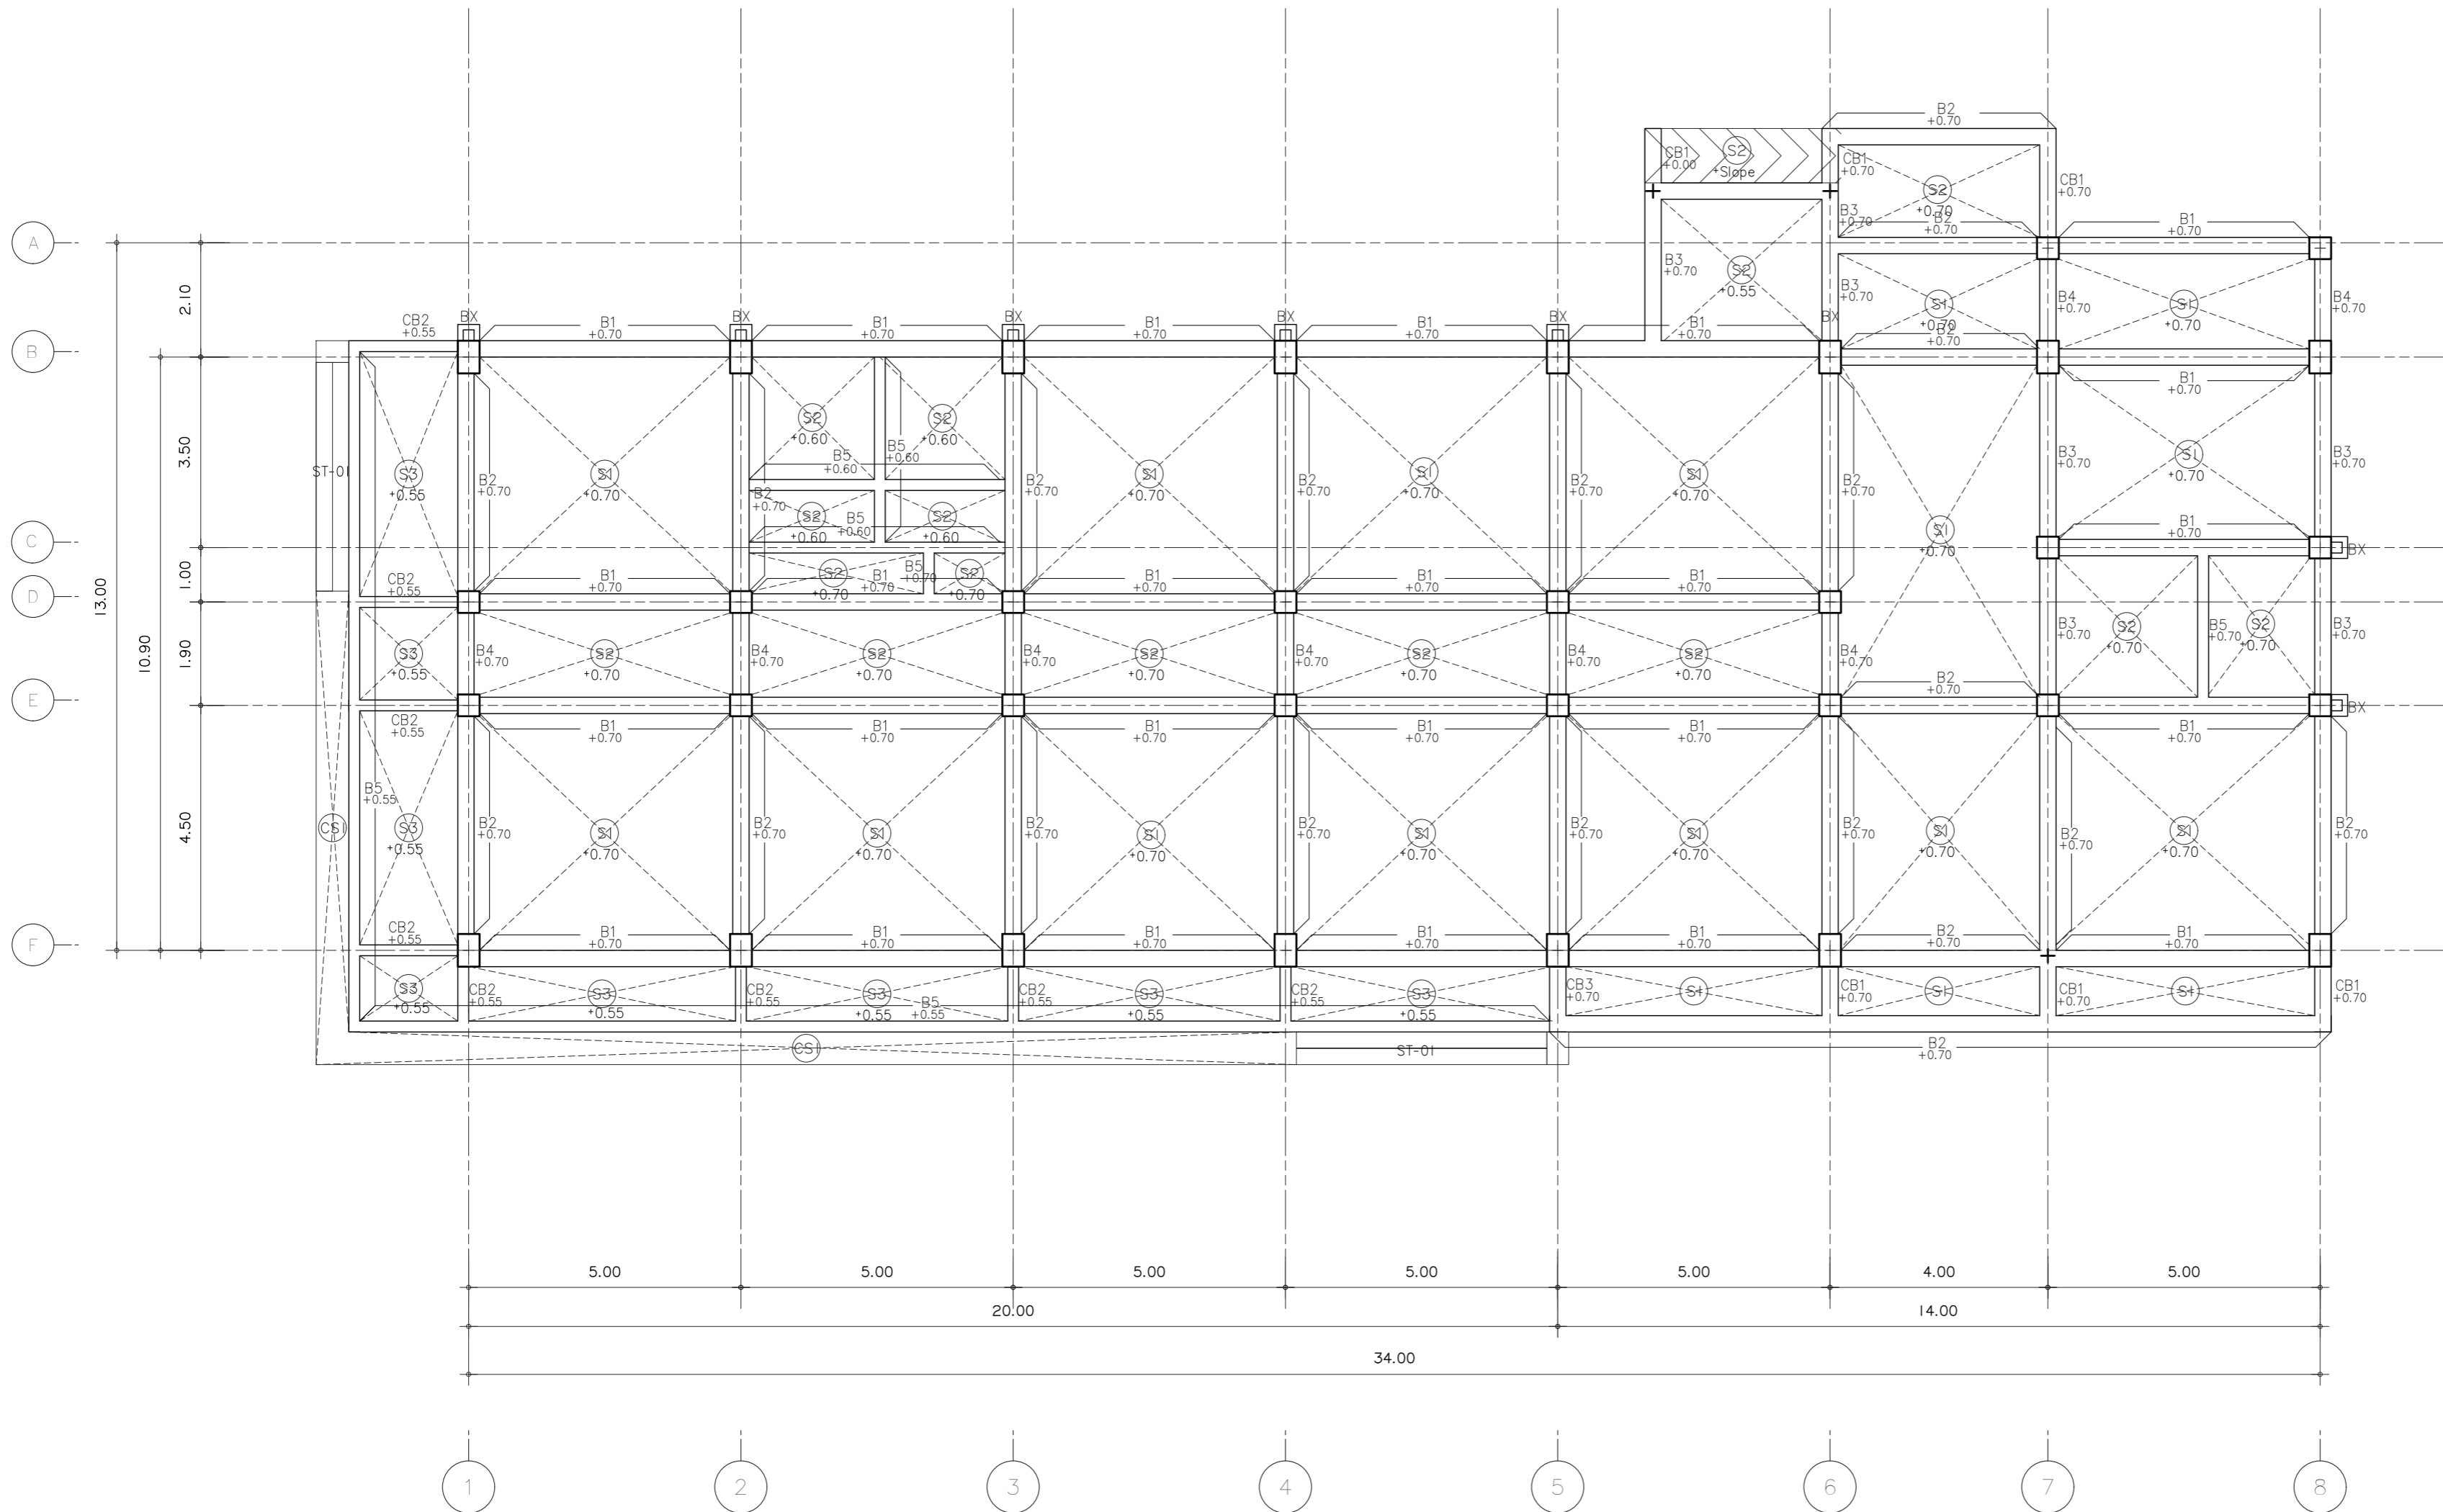 B2
+0.70
CB1
+0.00
S2
+Slope
CB1
+0.70
S2
+0.70
CB1
+0.70
B3
+0.70
B2
+0.70
B1
+0.70
A
2.10
B3
+0.70
S2
+0.55
B3
+0.70
S1
+0.70
B4
+0.70
S1
+0.70
B4
+0.70
CB2
+0.55
BX
B1
+0.70
BX
B1
+0.70
BX
B1
+0.70
B1
+0.70
BX
B1
+0.70
BX
B2
+0.70
B
B1
+0.70
3.50
ST-01
S3
+0.55
B2
+0.70
S1
+0.70
S2
+0.60
S2
+0.60
B5
+0.60
B5
+0.60
B2
+0.70
S2
+0.60
B5
+0.60
S2
+0.60
B2
+0.70
S1
+0.70
B2
+0.70
S1
+0.70
B2
+0.70
S1
+0.70
B2
+0.70
S1
+0.70
B3
+0.70
S1
+0.70
B3
+0.70
C
B1
+0.70
BX
13.00
1.00
CB2
+0.55
B1
+0.70
S2
+0.70
B1
+0.70
B5
+0.70
S2
+0.70
B1
+0.70
B1
+0.70
B1
+0.70
D
10.90
1.90
S3
+0.55
B4
+0.70
S2
+0.70
B4
+0.70
S2
+0.70
B4
+0.70
S2
+0.70
B4
+0.70
S2
+0.70
B4
+0.70
S2
+0.70
B4
+0.70
B3
+0.70
S2
+0.70
B5
+0.70
S2
+0.70
B3
+0.70
E
B2
+0.70
BX
CB2
+0.55
B1
+0.70
B1
+0.70
B1
+0.70
B1
+0.70
B1
+0.70
B1
+0.70
4.50
B5
+0.55
CS1
S3
+0.55
B2
+0.70
S1
+0.70
B2
+0.70
S1
+0.70
B2
+0.70
S1
+0.70
B2
+0.70
S1
+0.70
B2
+0.70
S1
+0.70
B2
+0.70
S1
+0.70
B2
+0.70
S1
+0.70
B2
+0.70
F
CB2
+0.55
B1
+0.70
B1
+0.70
B1
+0.70
B1
+0.70
B1
+0.70
B2
+0.70
B1
+0.70
S3
+0.55
CB2
+0.55
S3
+0.55
CB2
+0.55
S3
+0.55
B5
+0.55
CB2
+0.55
S3
+0.55
CB2
+0.55
S3
+0.55
CB3
+0.70
S1
CB1
+0.70
S1
CB1
+0.70
S1
CB1
+0.70
CS1
ST-01
B2
+0.70
5.00
5.00
5.00
5.00
5.00
4.00
5.00
20.00
14.00
34.00
1
2
3
4
5
6
7
8